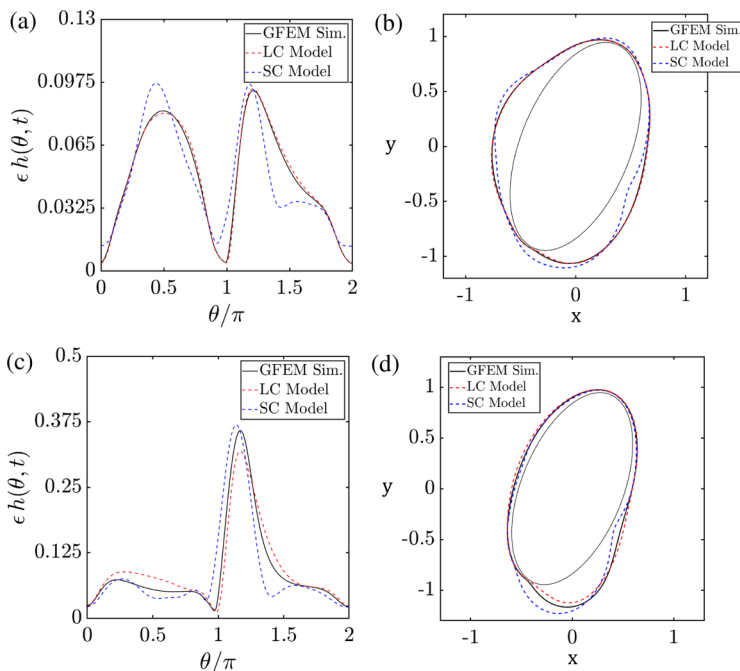 (a)
0.13
0.0975
0.065
0.0325
0
ϵ h(θ, t)
GFEM Sim.
LC Model
SC Model
0 0.5 1 1.5 2
θ/π
(b)
1
0.5
0
-0.5
-1
y
GFEM Sim.
LC Model
SC Model
-1 0 1
x
(c)
0.5
0.375
0.25
0.125
0
ϵ h(θ, t)
GFEM Sim.
LC Model
SC Model
0 0.5 1 1.5 2
θ/π
(d)
1
0.5
0
-0.5
-1
y
GFEM Sim.
LC Model
SC Model
-1 0 1
x